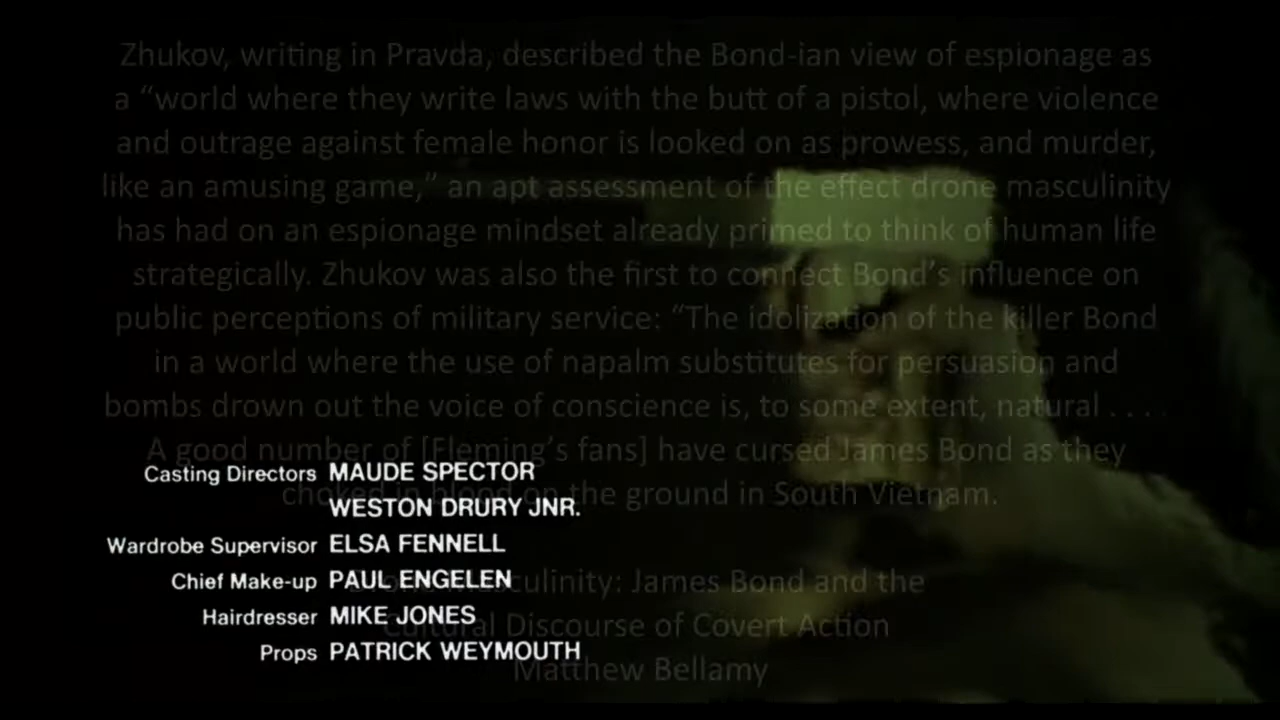 Zhukov, writing in Pravda, described the Bond-ian view of espionage as
a “world where they write laws with the butt of a pistol, where violence
and outrage against female honor is looked on as prowess, and murder,
like an amusing game,” an apt assessment of the effect drone masculinity
has had on an espionage mindset already primed to think of human life
strategically. Zhukov was also the first to connect Bond’s influence on
public perceptions of military service: “The idolization of the killer Bond
in a world where the use of napalm substitutes for persuasion and
bombs drown out the voice of conscience is, to some extent, natural . . . .
A good number of [Fleming’s fans] have cursed James Bond as they
choked in blood on the ground in South Vietnam.
Drone Masculinity: James Bond and the
Cultural Discourse of Covert Action
Matthew Bellamy
Casting Directors MAUDE SPECTOR
WESTON DRURY JNR.
Wardrobe Supervisor ELSA FENNELL
Chief Make-up PAUL ENGELEN
Hairdresser MIKE JONES
Props PATRICK WEYMOUTH